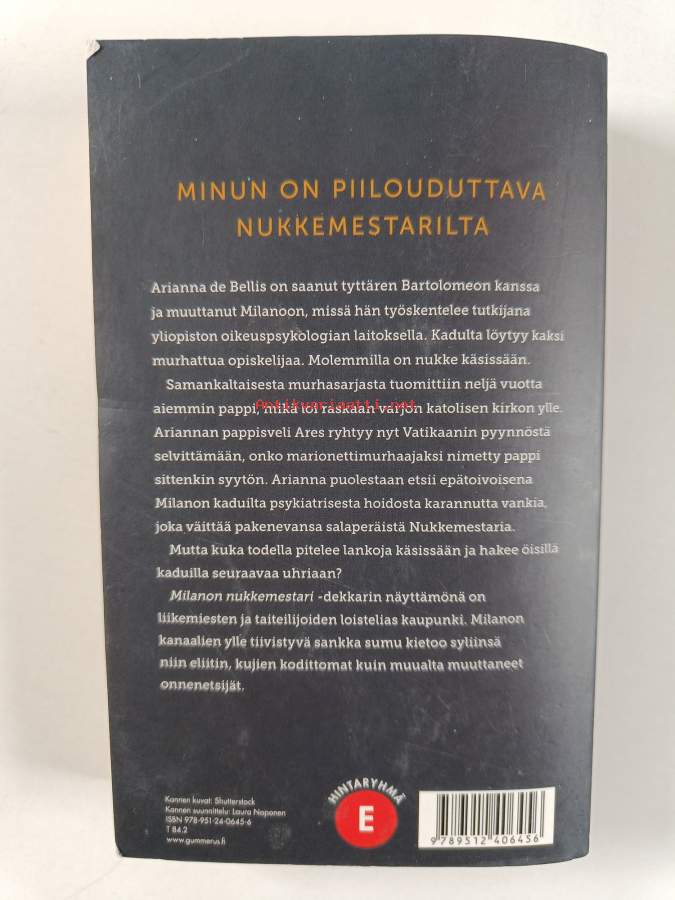 MINUN ON PIILOUDUTTAVA
NUKKEMESTARILTA
Arianna de Bellis on saanut tyttären Bartolomeon kanssa
ja muuttanut Milanoon, missä hän työskentelee tutkijana
yliopiston oikeuspsykologian laitoksella. Kadulta löytyy kaksi
murhattua opiskelijaa. Molemmilla on nukke käsissään.
Samankaltaisesta murhasarjasta tuomittiin neljä vuotta
aiemmin pappi, mikä loi raskaan varjon katolisen kirkon ylle.
Antikvariaatti.net
Ariannan pappisveli Ares ryhtyy nyt Vatikaanin pyynnöstä
selvittämään, onko marionettimurhaajaksi nimetty pappi
sittenkin syytön. Arianna puolestaan etsii epätoivoisena
Milanon kaduilta psykiatrisesta hoidosta karannutta vankia,
joka väittää pakenevansa salaperäistä Nukkemestaria.
Mutta kuka todella pitelee lankoja käsissään ja hakee öisillä
kaduilla seuraavaa uhriaan?
Milanon nukkemestari -dekkarin näyttämönä on
liikemiesten ja taiteilijoiden loistelias kaupunki. Milanon
kanaalien ylle tiivistyvä sankka sumu kietoo syliinsä
niin eliitin, kujien kodittomat kuin muualta muuttaneet
onnenetsijät.
Kannen kuvat: Shutterstock
Kannen suunnittelu: Laura Noponen
ISBN 978-951-24-0645-6
T 84.2
www.gummerus.fi
HINTARYHMÄ
E
9 789512 406456